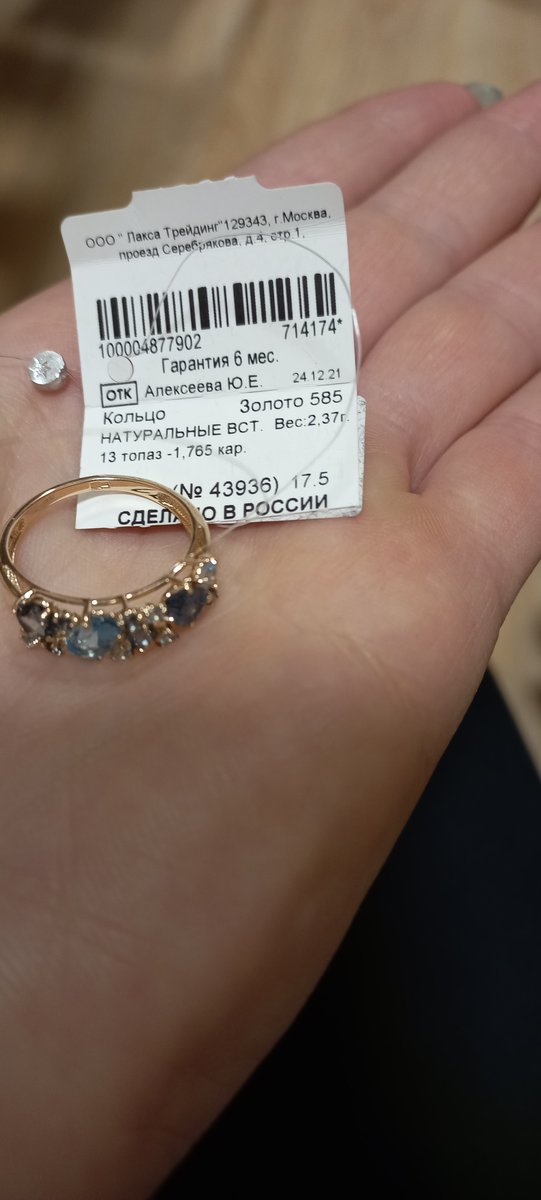 ООО " Лакса Трейдинг"129343, г.Москва,
проезд Серебрякова, д.4, стр.1,
100004877902 714174*
Гарантия 6 мес.
ОТК Алексеева Ю.Е. 24.12.21
Кольцо Золото 585
НАТУРАЛЬНЫЕ ВСТ. Вес:2,37г.
13 топаз -1,765 кар.
(№ 43936) 17.5
СДЕЛАНО В РОССИИ